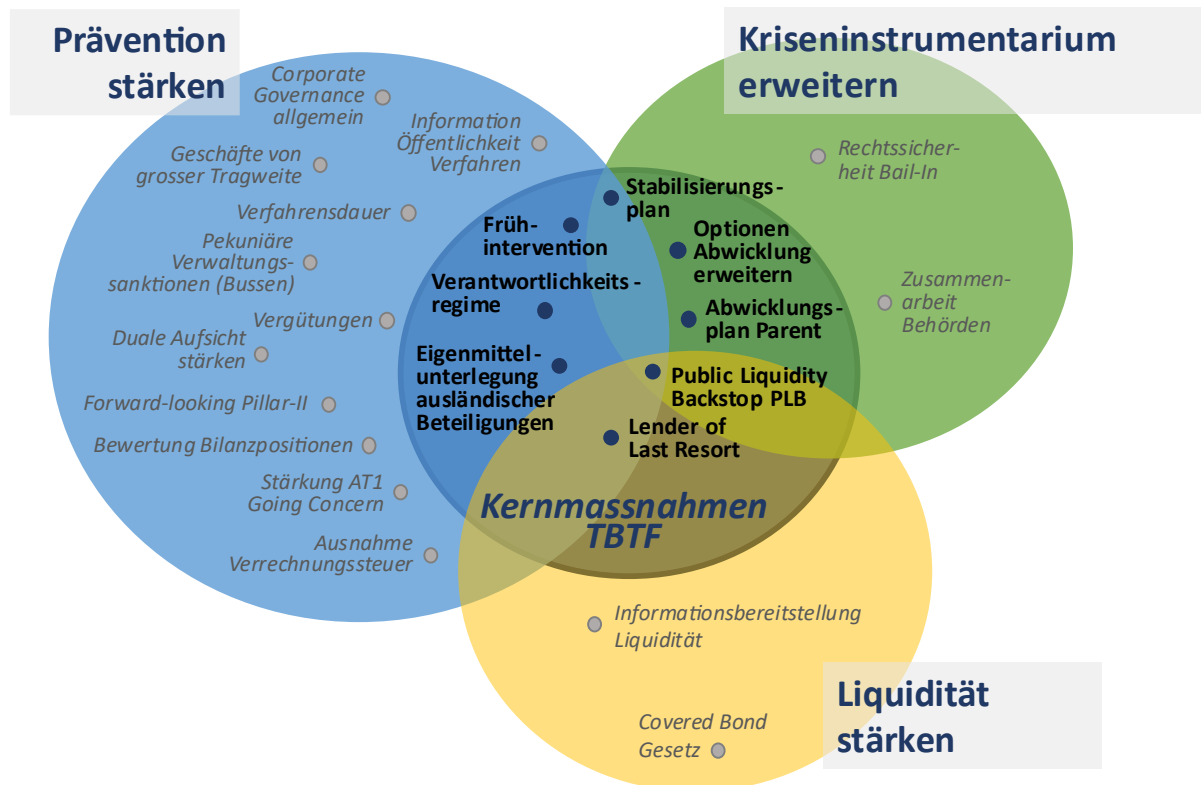 Prävention
stärken
Kriseninstrumentarium
erweitern
Corporate
Governance
allgemein
Information
Öffentlichkeit
Verfahren
Geschäfte von
grosser Tragweite
Verfahrensdauer
Pekuniäre
Verwaltungs-
sanktionen (Bussen)
Vergütungen
Duale Aufsicht
stärken
Forward-looking Pillar-II
Bewertung Bilanzpositionen
Stärkung AT1
Going Concern
Ausnahme
Verrechnungssteuer
Stabilisierungs-
plan
Früh-
intervention
Verantwortlichkeits-
regime
Eigenmittel-
unterlegung
ausländischer
Beteiligungen
Optionen
Abwicklung
erweitern
Abwicklungs-
plan Parent
Public Liquidity
Backstop PLB
Lender of
Last Resort
Kernmassnahmen
TBTF
Rechtssicher-
heit Bail-In
Zusammen-
arbeit
Behörden
Informationsbereitstellung
Liquidität
Covered Bond
Gesetz
Liquidität
stärken